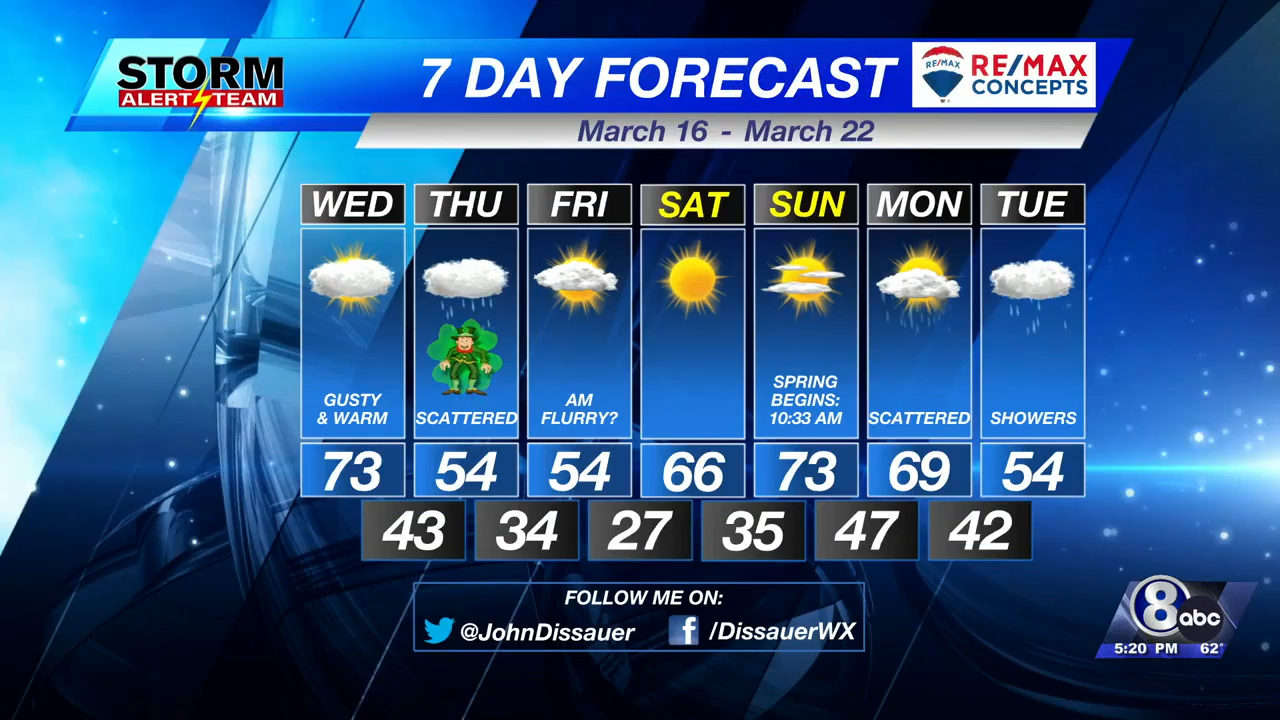 STORM
ALERT TEAM
7 DAY FORECAST
RE/MAX
RE/MAX
CONCEPTS
March 16 - March 22
WED THU FRI SAT SUN MON TUE
GUSTY
& WARM
SCATTERED
AM
FLURRY?
SPRING
BEGINS:
10:33 AM
SCATTERED
SHOWERS
73 54 54 66 73 69 54
43 34 27 35 47 42
FOLLOW ME ON:
@JohnDissauer f /DissauerWX
8 abc
5:20 PM 62°